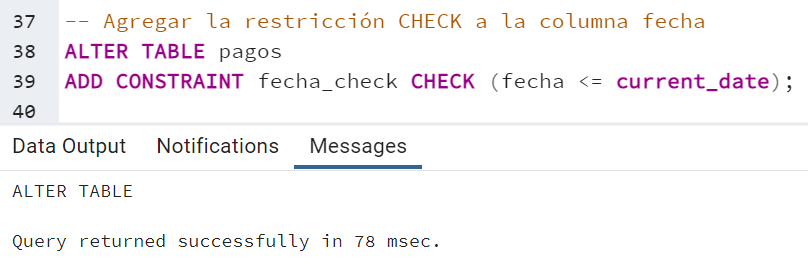 37 -- Agregar la restricción CHECK a la columna fecha
38 ALTER TABLE pagos
39 ADD CONSTRAINT fecha_check CHECK (fecha <= current_date);
40
Data Output Notifications Messages
ALTER TABLE
Query returned successfully in 78 msec.